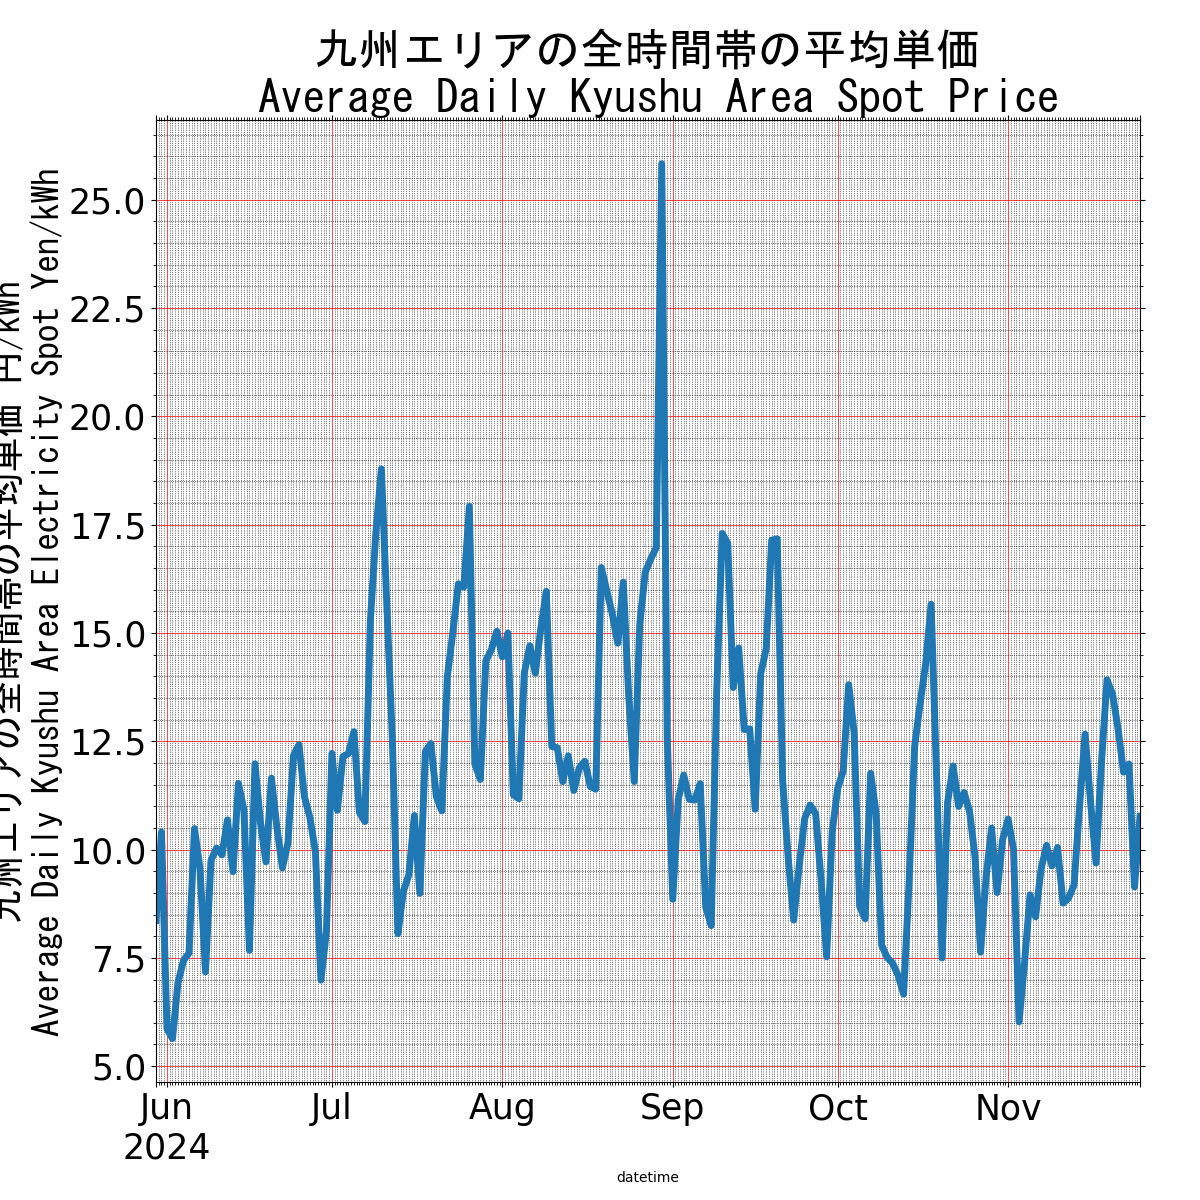 九州エリアの全時間帯の平均単価
Average Daily Kyushu Area Spot Price
九州エリアの全時間帯の平均単価 円/kWh
Average Daily Kyushu Area Electricity Spot Yen/kWh
25.0
22.5
20.0
17.5
15.0
12.5
10.0
7.5
5.0
Jun
2024
Jul
Aug
Sep
Oct
Nov
datetime